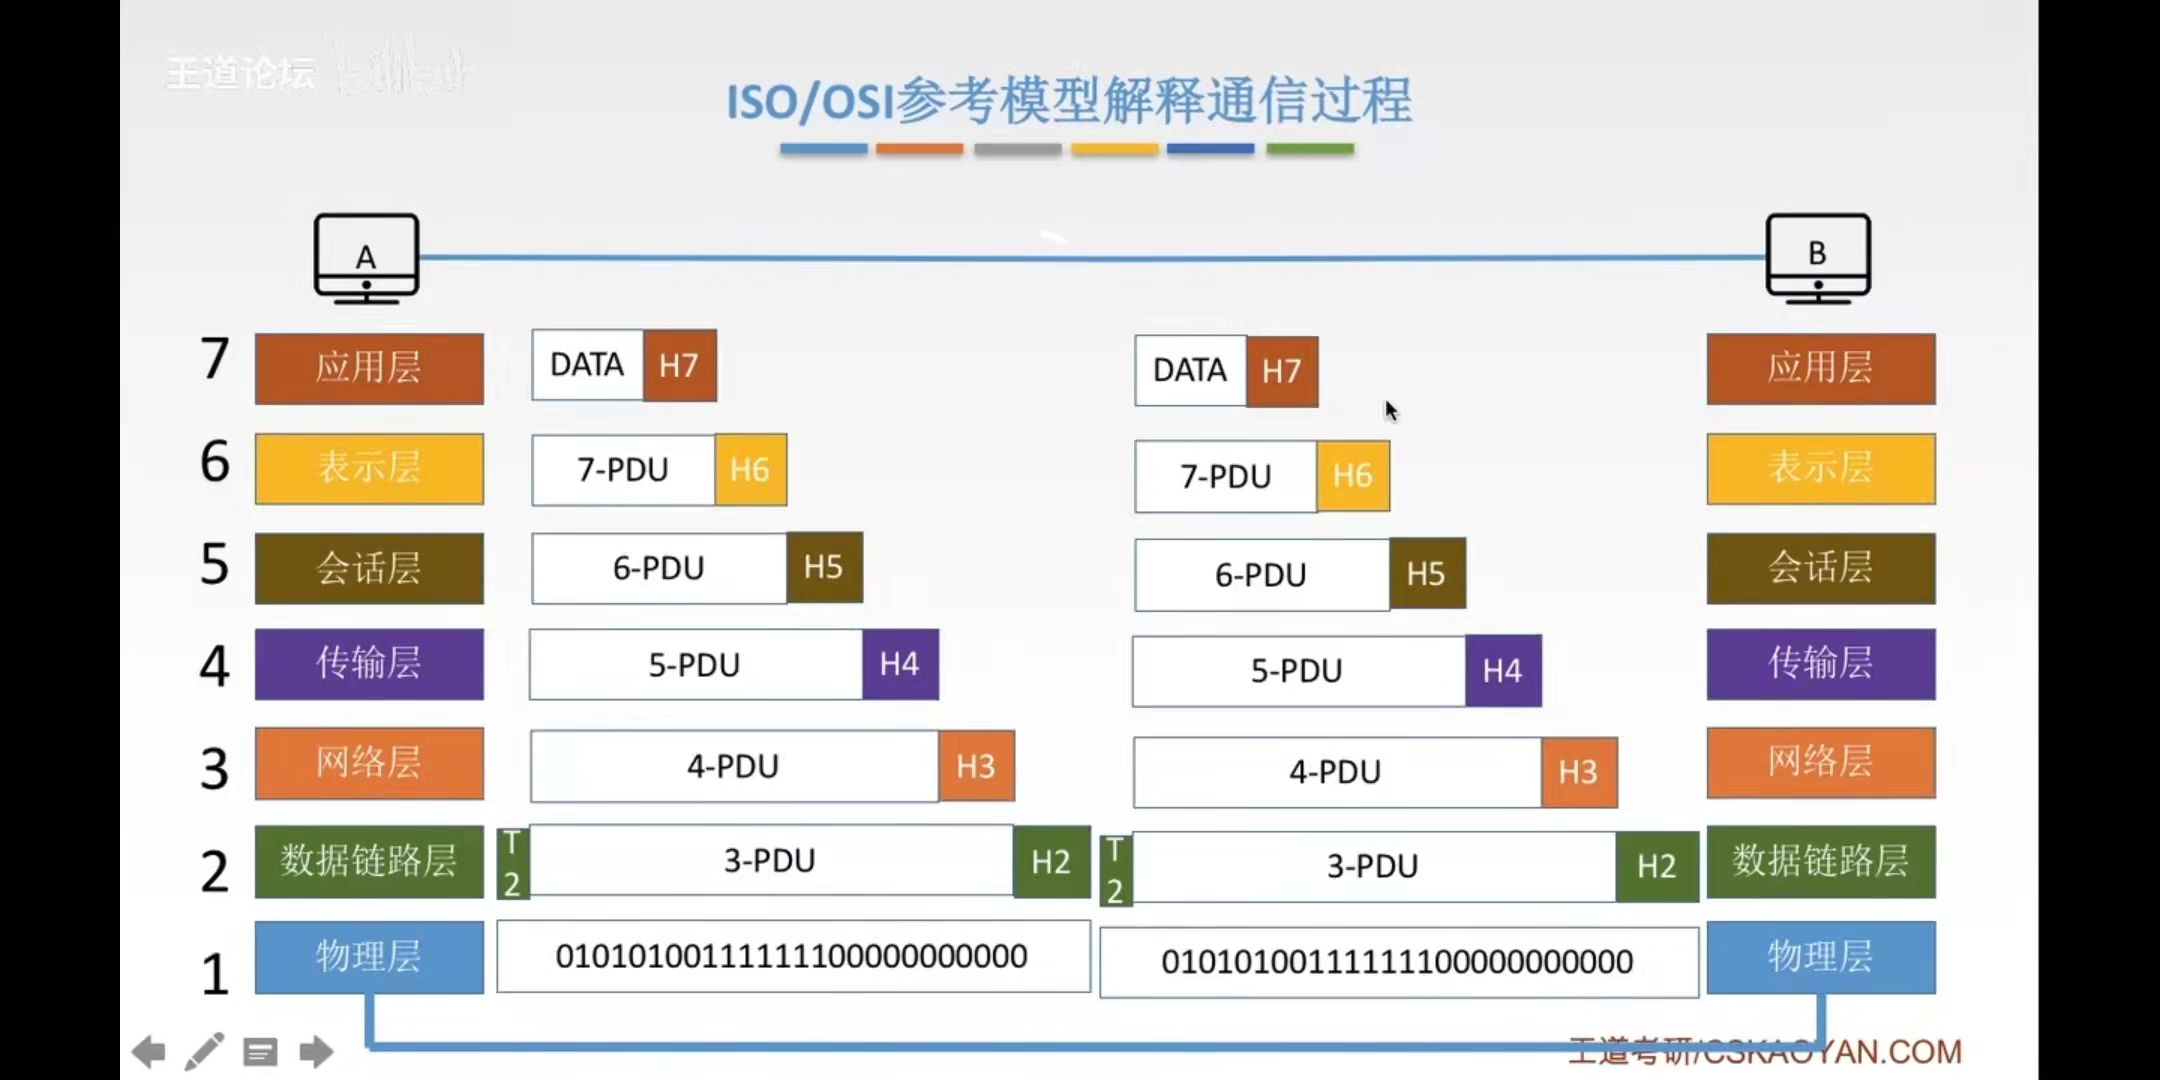 王道论坛
ISO/OSI参考模型解释通信过程
A
B
7 应用层 DATA H7 DATA H7 应用层
6 表示层 7-PDU H6 7-PDU H6 表示层
5 会话层 6-PDU H5 6-PDU H5 会话层
4 传输层 5-PDU H4 5-PDU H4 传输层
3 网络层 4-PDU H3 4-PDU H3 网络层
2 数据链路层 T2 3-PDU H2 T2 3-PDU H2 数据链路层
1 物理层 010101001111111100000000000 010101001111111100000000000 物理层
王道考研/CSKAOYAN.COM